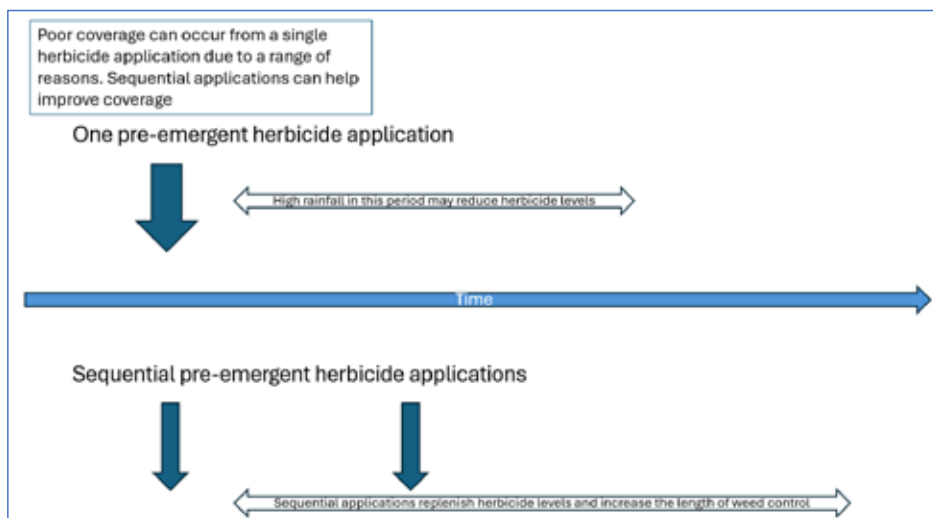 Poor coverage can occur from a single
herbicide application due to a range of
reasons. Sequential applications can help
improve coverage
One pre-emergent herbicide application
High rainfall in this period may reduce herbicide levels
Time
Sequential pre-emergent herbicide applications
Sequential applications replenish herbicide levels and increase the length of weed control